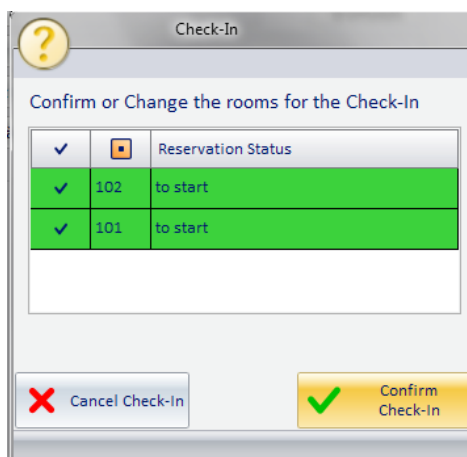 Check-In
Confirm or Change the rooms for the Check-In
Reservation Status
102 to start
101 to start
Cancel Check-In
Confirm
Check-In